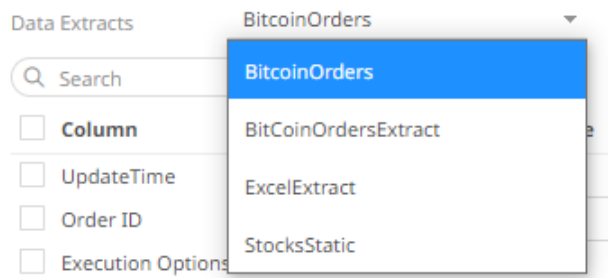 Data Extracts BitcoinOrders
Search BitcoinOrders
Column BitCoinOrdersExtract
UpdateTime ExcelExtract
Order ID
Execution Options StocksStatic